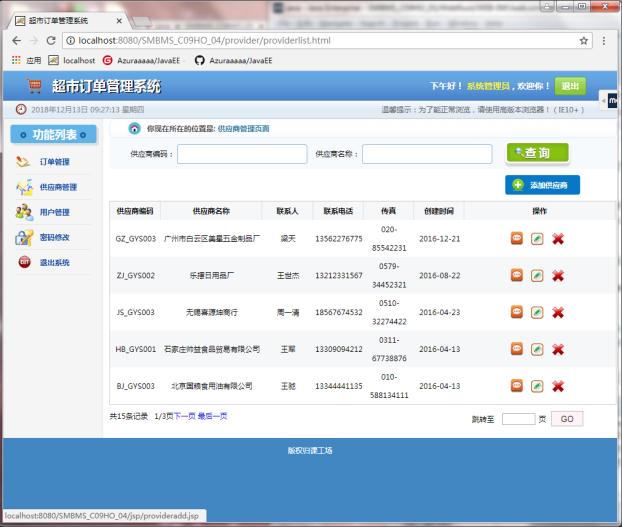 超市订单管理系统
localhost:8080/SMBMS_C09HO_04/provider/providerlist.html
应用 localhost Azuraaaaa/JavaEE - Azuraaaaa/JavaEE
超市订单管理系统
下午好！ 系统管理员，欢迎你！ 退出
2018年12月13日 09:27:13 星期四 温馨提示：为了能正常浏览，请使用高版本浏览器！（IE10+）
功能列表
订单管理
供应商管理
用户管理
密码修改
退出系统
你现在所在的位置是: 供应商管理页面
供应商编码： 供应商名称： 查 询
添加供应商
供应商编码 供应商名称 联系人 联系电话 传真 创建时间 操作
GZ_GYS003 广州市白云区美星五金制品厂 梁天 13562276775 020-85542231 2016-12-21
ZJ_GYS002 乐摆日用品厂 王世杰 13212331567 0579-34452321 2016-08-22
JS_GYS003 无锡喜源坤商行 周一清 18567674532 0510-32274422 2016-04-23
HB_GYS001 石家庄帅益食品贸易有限公司 王军 13309094212 0311-67738876 2016-04-13
BJ_GYS003 北京国粮食用油有限公司 王驰 13344441135 010-588134111 2016-04-13
共15条记录 1/3页 下一页 最后一页 跳转至 页 GO
版权归课工场
localhost:8080/SMBMS_C09HO_04/jsp/provideradd.jsp